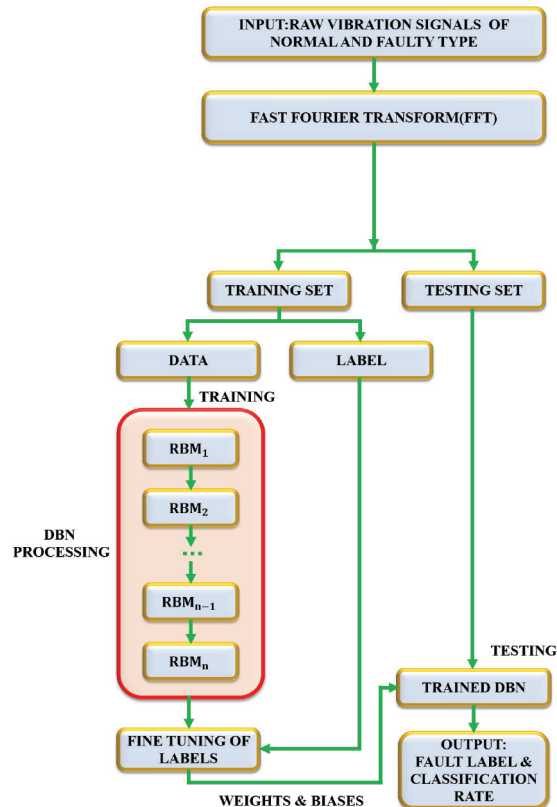 INPUT:RAW VIBRATION SIGNALS OF
NORMAL AND FAULTY TYPE
FAST FOURIER TRANSFORM(FFT)
TRAINING SET
TESTING SET
DATA
LABEL
TRAINING
RBM₁
RBM₂
DBN
PROCESSING
...
RBMₙ₋₁
RBMₙ
TESTING
TRAINED DBN
FINE TUNING OF
LABELS
OUTPUT:
FAULT LABEL &
CLASSIFICATION
RATE
WEIGHTS & BIASES